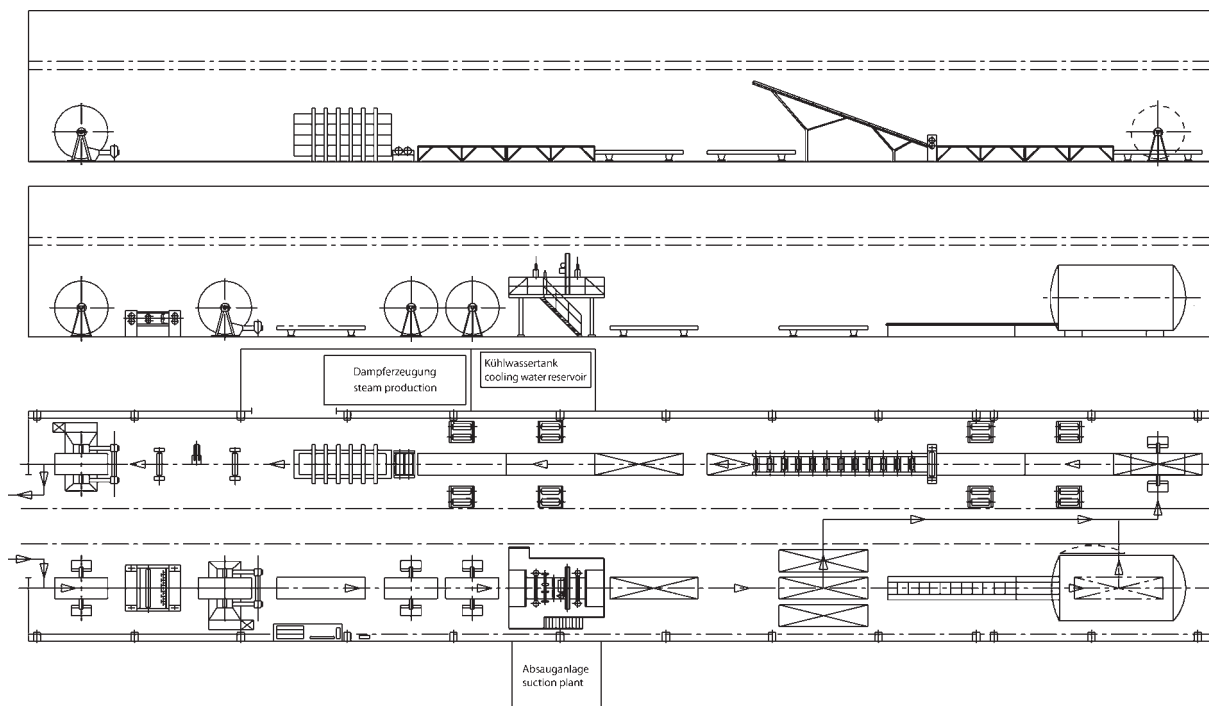 Dampferzeugung
steam production
Kühlwassertank
cooling water reservoir
Absauganlage
suction plant